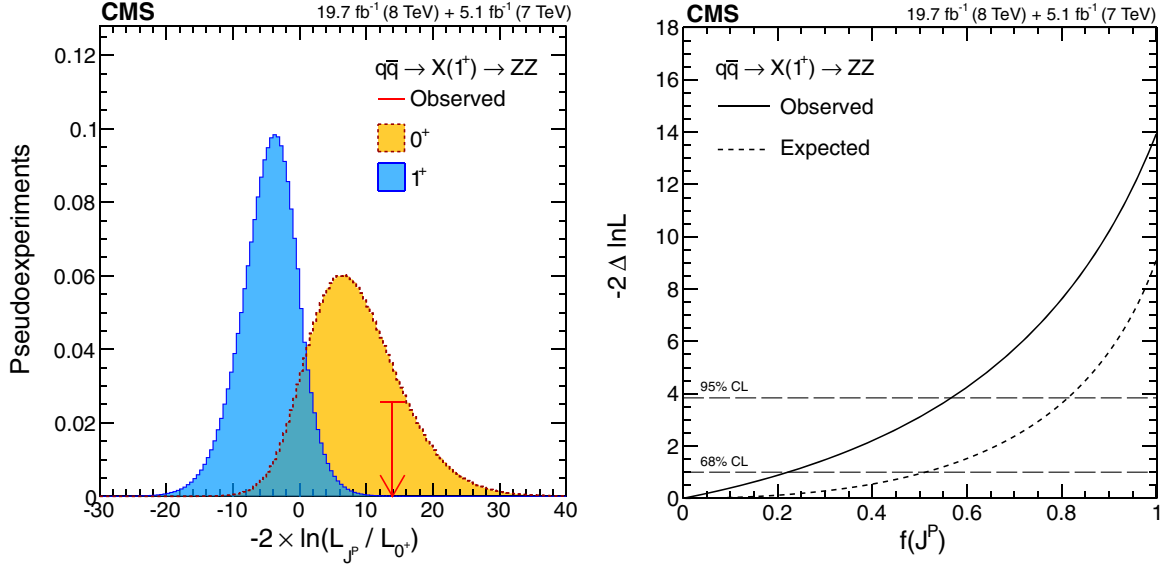 CMS 19.7 fb⁻¹ (8 TeV) + 5.1 fb⁻¹ (7 TeV)
qq̅ → X(1⁺) → ZZ
Observed
0⁺
1⁺
Pseudoexperiments
0.12
0.1
0.08
0.06
0.04
0.02
0
-30 -20 -10 0 10 20 30 40
-2 × ln(L_{J^P} / L_{0⁺})
CMS 19.7 fb⁻¹ (8 TeV) + 5.1 fb⁻¹ (7 TeV)
qq̅ → X(1⁺) → ZZ
Observed
Expected
-2 Δ lnL
18
16
14
12
10
8
6
4
2
0
95% CL
68% CL
0 0.2 0.4 0.6 0.8 1
f(J^P)